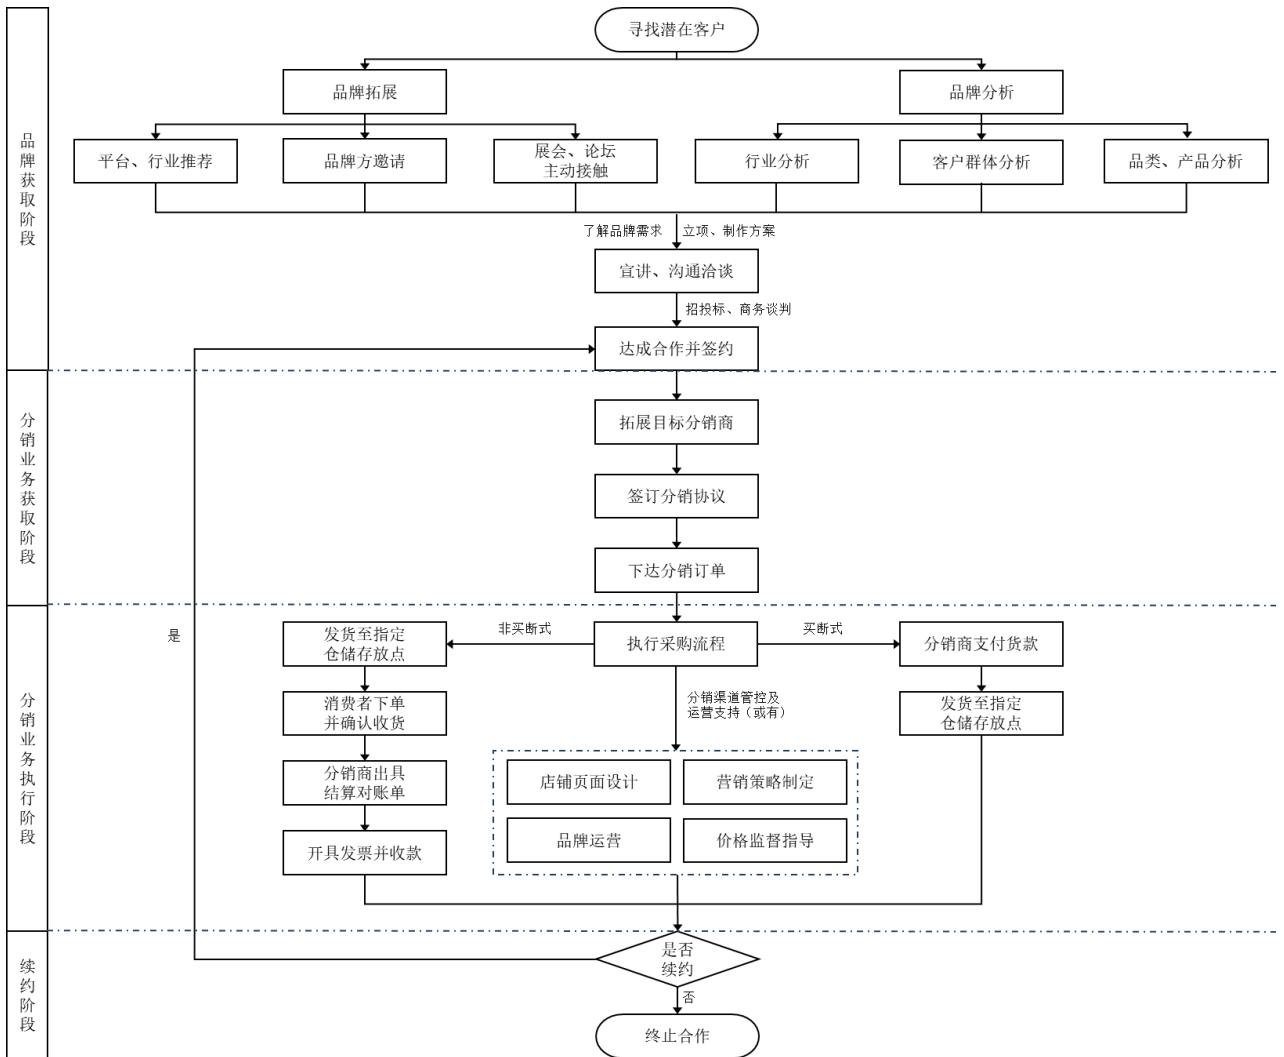 品牌获取阶段
寻找潜在客户
品牌拓展
品牌分析
平台、行业推荐
品牌方邀请
展会、论坛
主动接触
行业分析
客户群体分析
品类、产品分析
了解品牌需求
立项、制作方案
宣讲、沟通洽谈
招投标、商务谈判
达成合作并签约
分销业务获取阶段
拓展目标分销商
签订分销协议
下达分销订单
分销业务执行阶段
是
发货至指定
仓储存放点
非买断式
执行采购流程
买断式
分销商支付货款
消费者下单
并确认收货
分销渠道管控及
运营支持（或有）
发货至指定
仓储存放点
分销商出具
结算对账单
店铺页面设计
营销策略制定
开具发票并收款
品牌运营
价格监督指导
续约阶段
是否
续约
否
终止合作